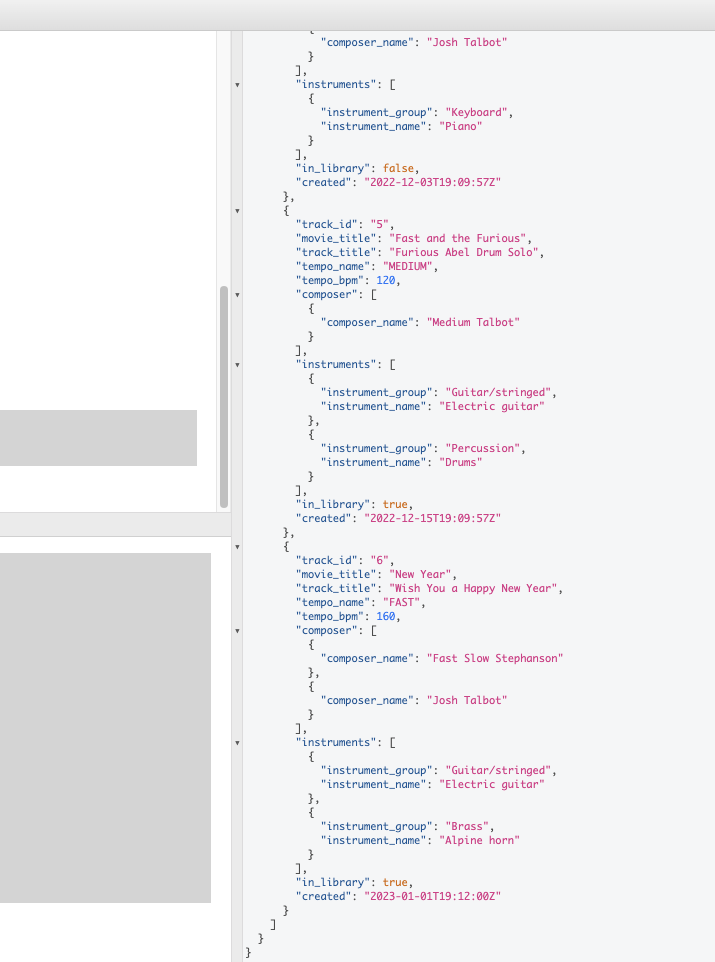 {
"composer_name": "Josh Talbot"
}
],
"instruments": [
{
"instrument_group": "Keyboard",
"instrument_name": "Piano"
}
],
"in_library": false,
"created": "2022-12-03T19:09:57Z"
},
{
"track_id": "5",
"movie_title": "Fast and the Furious",
"track_title": "Furious Abel Drum Solo",
"tempo_name": "MEDIUM",
"tempo_bpm": 120,
"composer": [
{
"composer_name": "Medium Talbot"
}
],
"instruments": [
{
"instrument_group": "Guitar/stringed",
"instrument_name": "Electric guitar"
},
{
"instrument_group": "Percussion",
"instrument_name": "Drums"
}
],
"in_library": true,
"created": "2022-12-15T19:09:57Z"
},
{
"track_id": "6",
"movie_title": "New Year",
"track_title": "Wish You a Happy New Year",
"tempo_name": "FAST",
"tempo_bpm": 160,
"composer": [
{
"composer_name": "Fast Slow Stephanson"
},
{
"composer_name": "Josh Talbot"
}
],
"instruments": [
{
"instrument_group": "Guitar/stringed",
"instrument_name": "Electric guitar"
},
{
"instrument_group": "Brass",
"instrument_name": "Alpine horn"
}
],
"in_library": true,
"created": "2023-01-01T19:12:00Z"
}
]
}
}